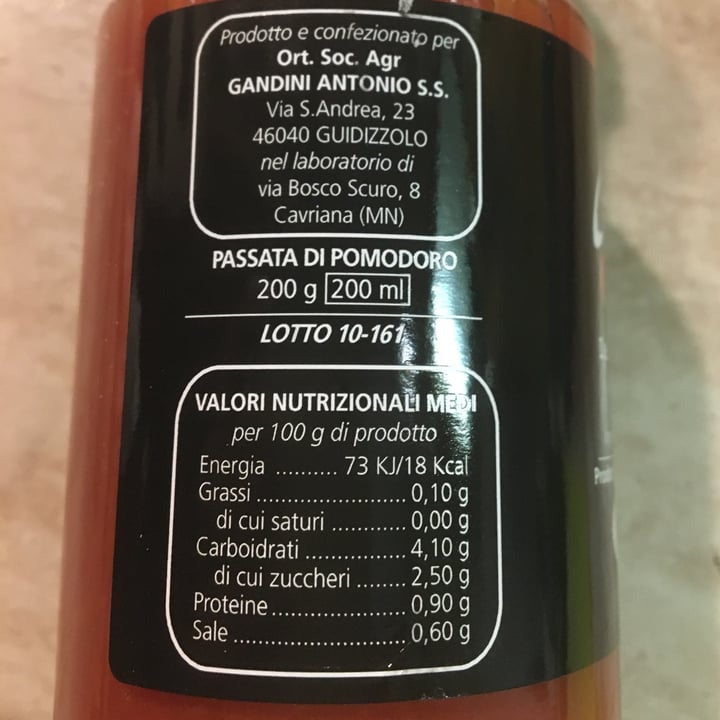 Prodotto e confezionato per
Ort. Soc. Agr
GANDINI ANTONIO S.S.
Via S.Andrea, 23
46040 GUIDIZZOLO
nel laboratorio di
via Bosco Scuro, 8
Cavriana (MN)
PASSATA DI POMODORO
200 g 200 ml
LOTTO 10-161
VALORI NUTRIZIONALI MEDI
per 100 g di prodotto
Energia .......... 73 KJ/18 Kcal
Grassi ........................ 0,10 g
di cui saturi ............ 0,00 g
Carboidrati ................ 4,10 g
di cui zuccheri ........ 2,50 g
Proteine ...................... 0,90 g
Sale ............................ 0,60 g